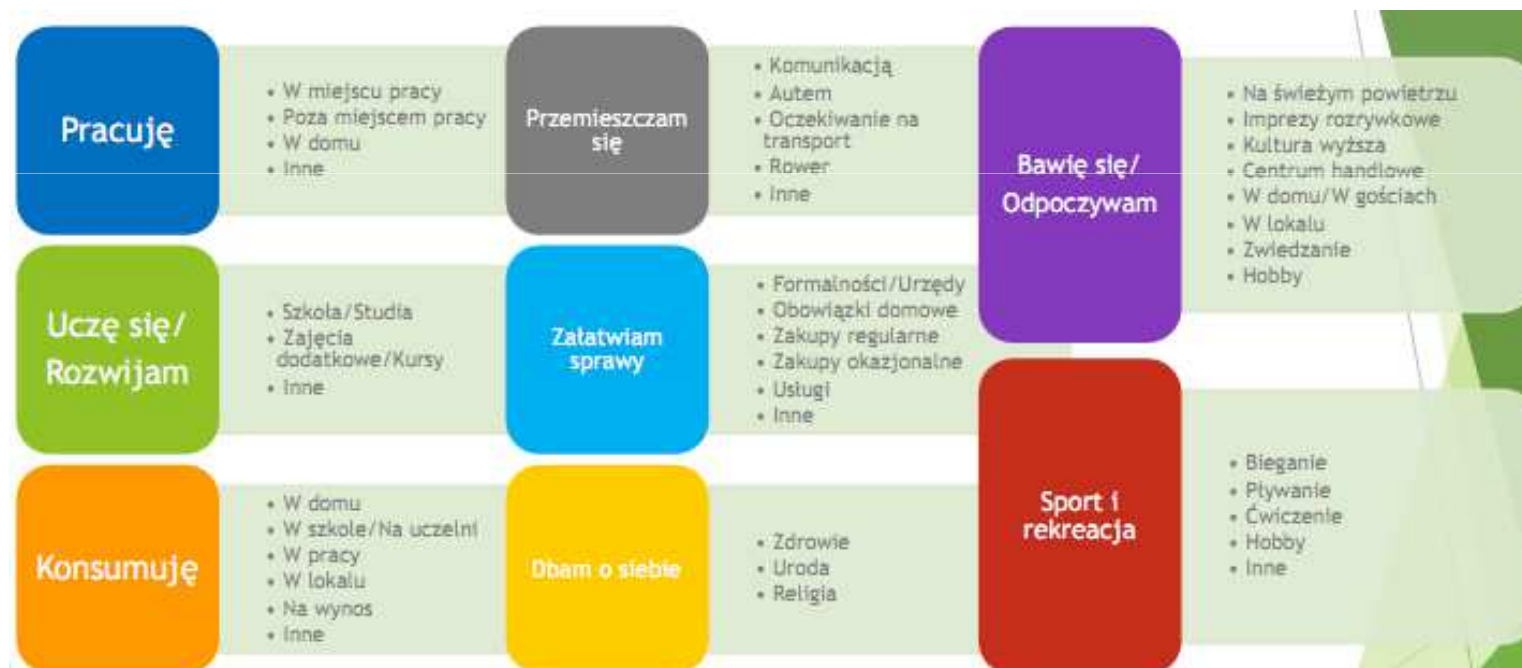 Pracuję
• W miejscu pracy
• Poza miejscem pracy
• W domu
• Inne
Uczę się/
Rozwijam
• Szkoła/Studia
• Zajęcia
dodatkowe/Kursy
• Inne
Konsumuję
• W domu
• W szkole/Na uczelni
• W pracy
• W lokalu
• Na wynos
• Inne
Przemieszczam
się
• Komunikacją
• Autem
• Oczekiwanie na
transport
• Rower
• Inne
Załatwiam
sprawy
• Formalności/Urzędy
• Obowiązki domowe
• Zakupy regularne
• Zakupy okazjonalne
• Usługi
• Inne
Dbam o siebie
• Zdrowie
• Uroda
• Religia
Bawię się/
Odpoczywam
• Na świeżym powietrzu
• Imprezy rozrywkowe
• Kultura wyższa
• Centrum handlowe
• W domu/W gościach
• W lokalu
• Zwiedzanie
• Hobby
Sport i
rekreacja
• Bieganie
• Pływanie
• Ćwiczenie
• Hobby
• Inne